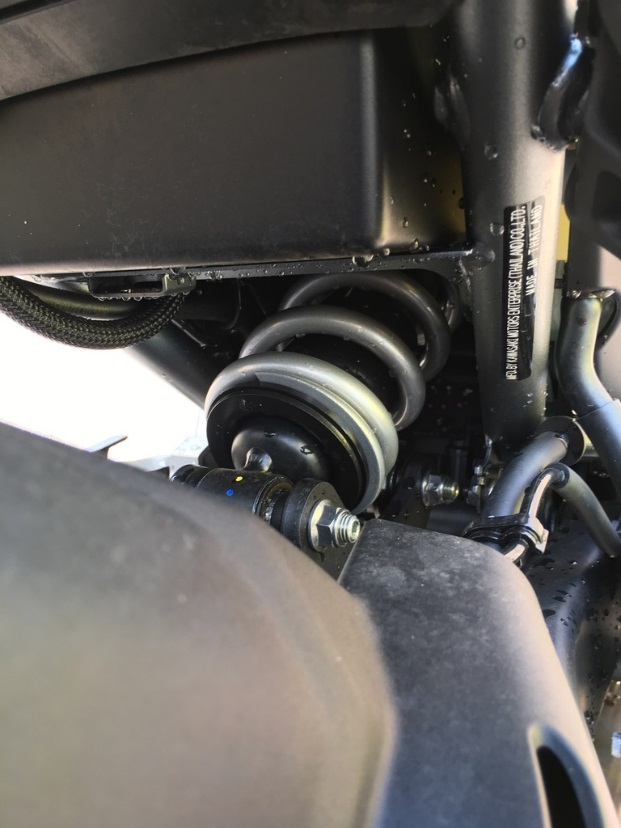 MFD. BY KAWASAKI MOTORS ENTERPRISE (THAILAND) CO.,LTD.
MADE IN THAILAND